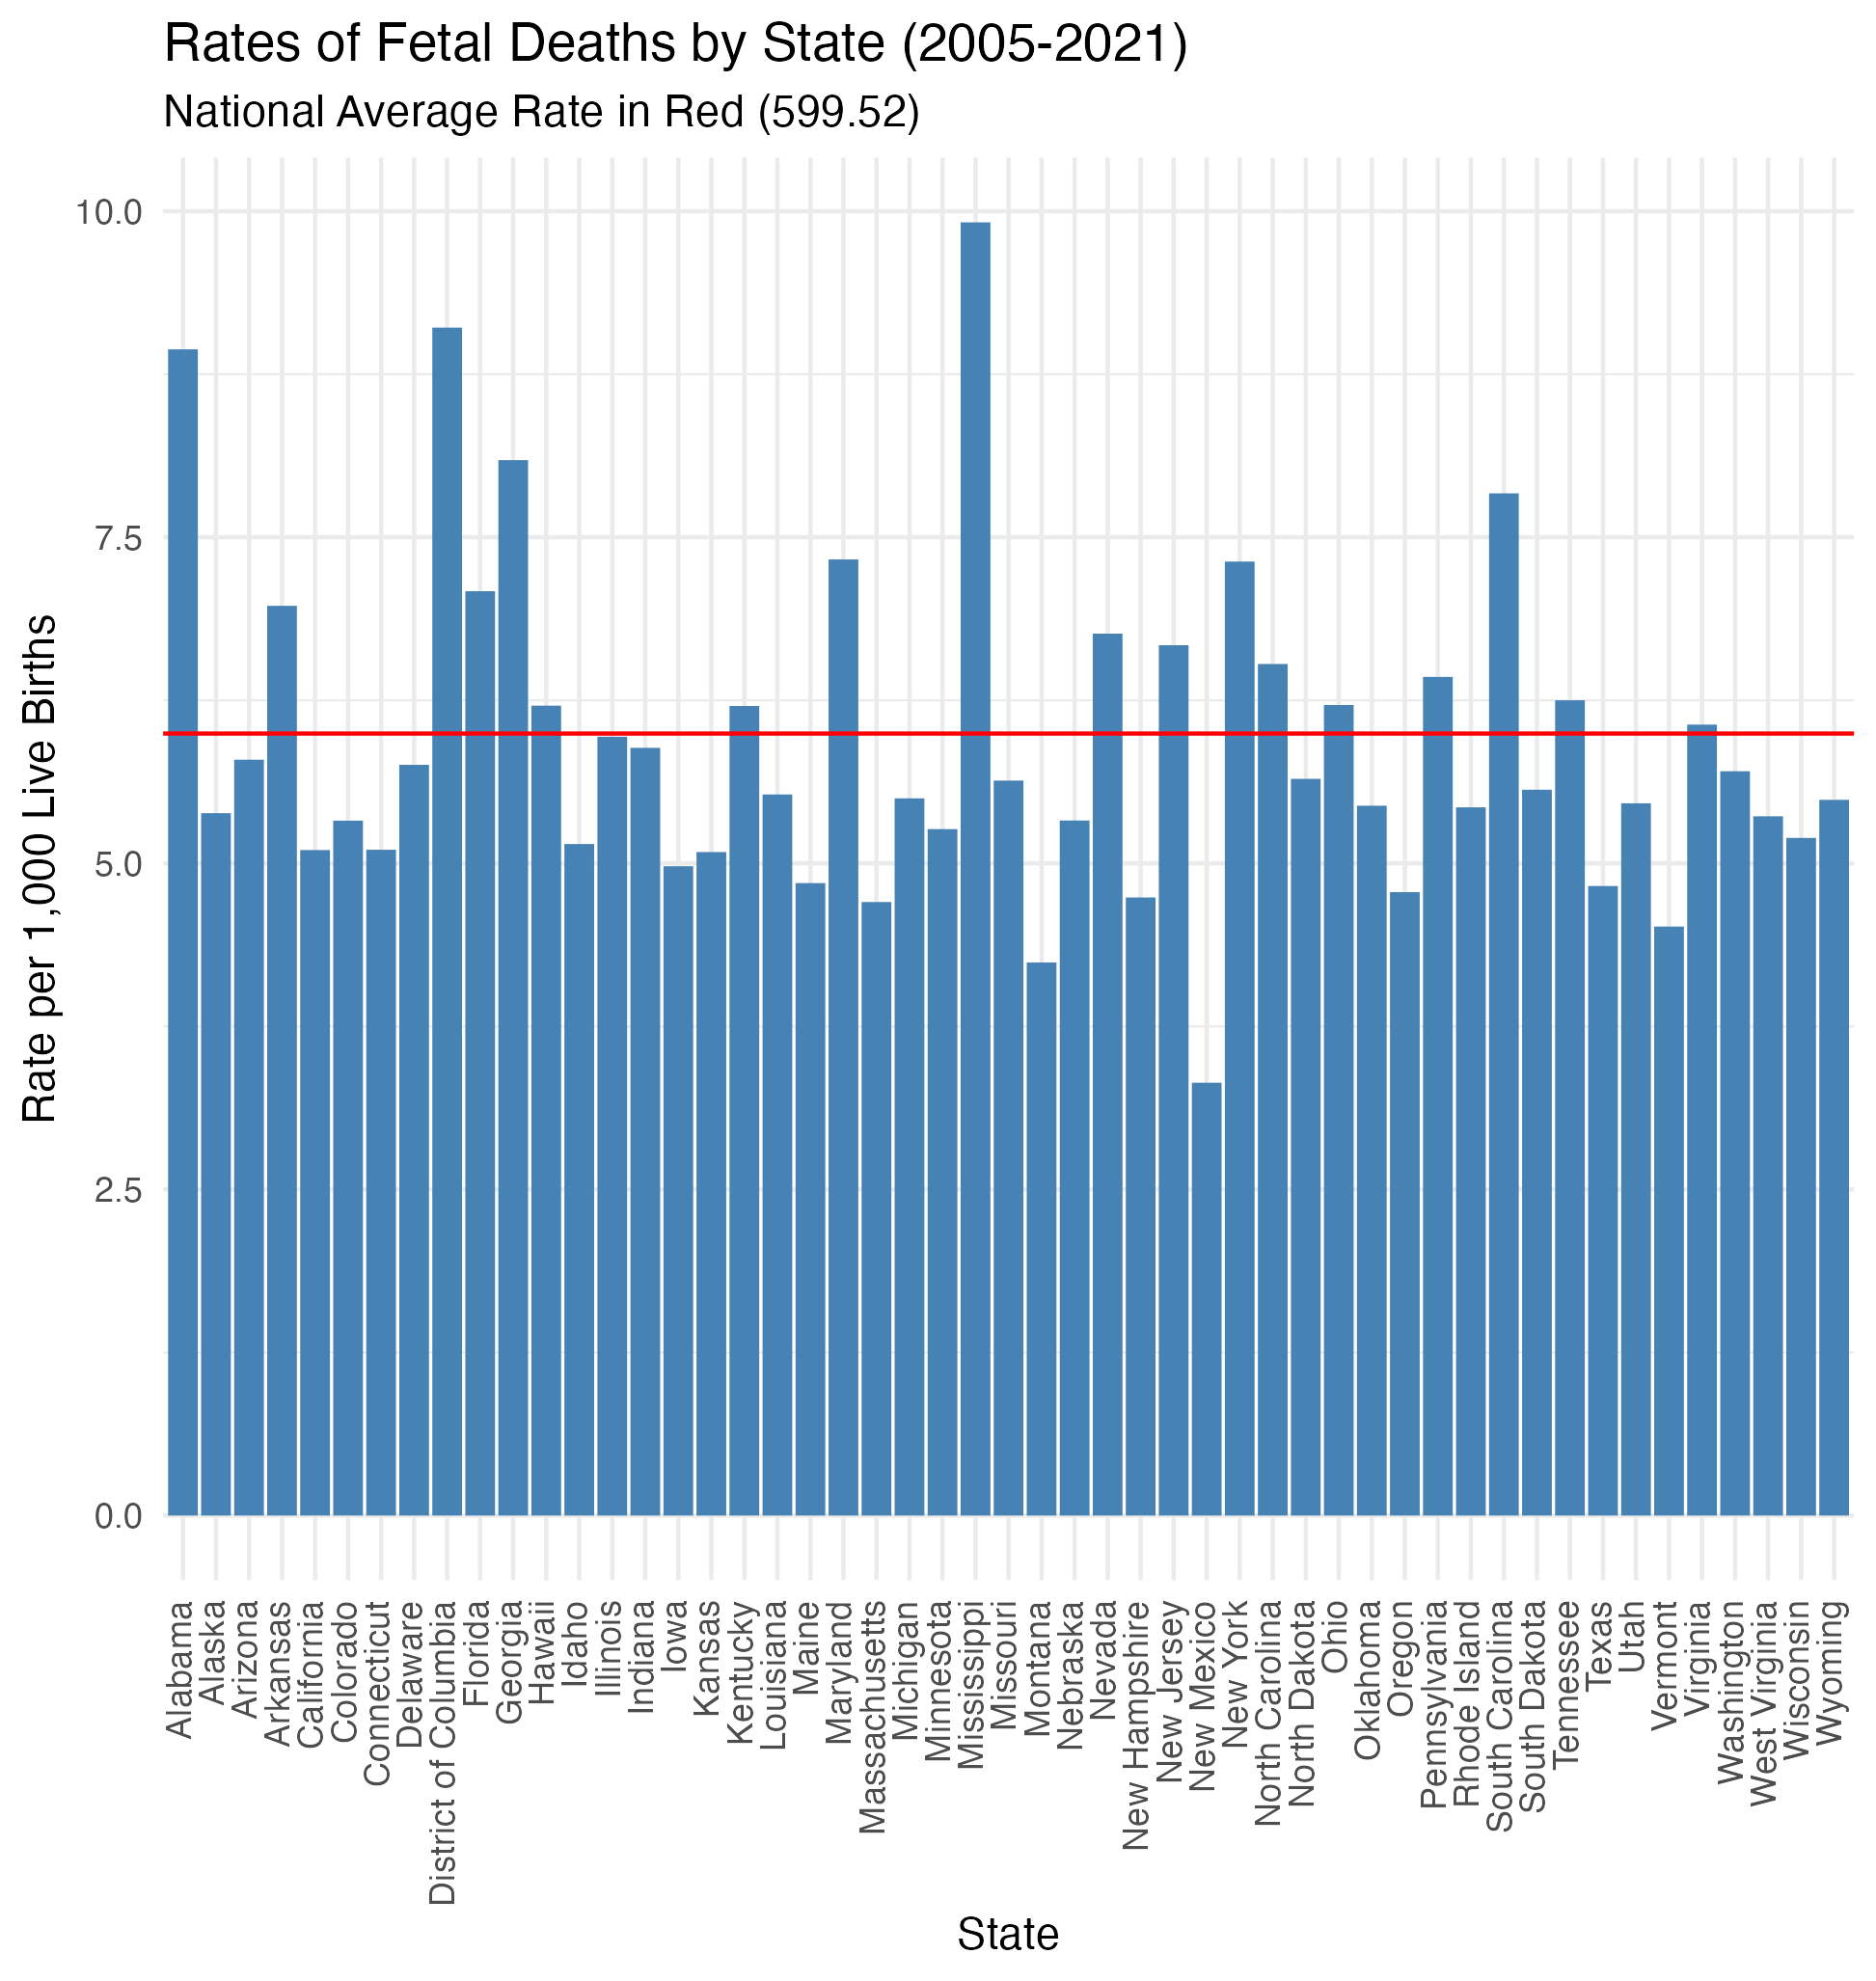 Rates of Fetal Deaths by State (2005-2021)
National Average Rate in Red (599.52)
Rate per 1,000 Live Births
10.0
7.5
5.0
2.5
0.0
Alabama
Alaska
Arizona
Arkansas
California
Colorado
Connecticut
Delaware
District of Columbia
Florida
Georgia
Hawaii
Idaho
Illinois
Indiana
Iowa
Kansas
Kentucky
Louisiana
Maine
Maryland
Massachusetts
Michigan
Minnesota
Mississippi
Missouri
Montana
Nebraska
Nevada
New Hampshire
New Jersey
New Mexico
New York
North Carolina
North Dakota
Ohio
Oklahoma
Oregon
Pennsylvania
Rhode Island
South Carolina
South Dakota
Tennessee
Texas
Utah
Vermont
Virginia
Washington
West Virginia
Wisconsin
Wyoming
State